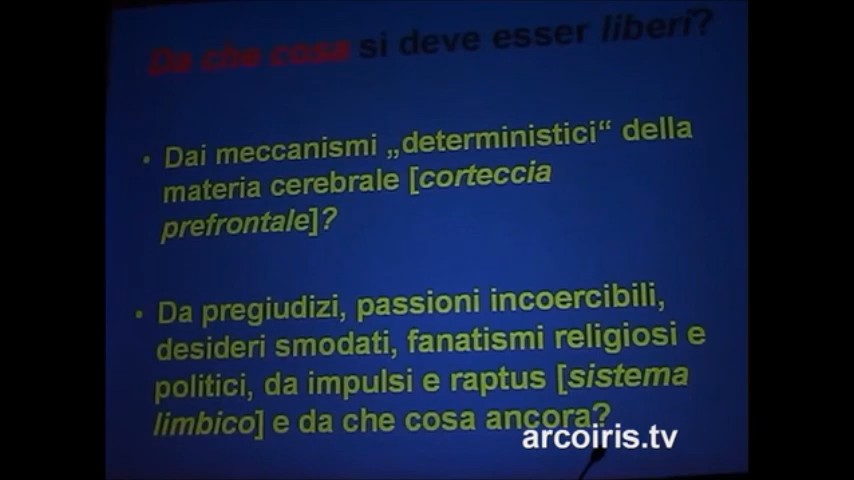 Da che cosa si deve esser liberi?
• Dai meccanismi „deterministici“ della
materia cerebrale [corteccia
prefrontale]?
• Da pregiudizi, passioni incoercibili,
desideri smodati, fanatismi religiosi e
politici, da impulsi e raptus [sistema
limbico] e da che cosa ancora?
arcoiris.tv